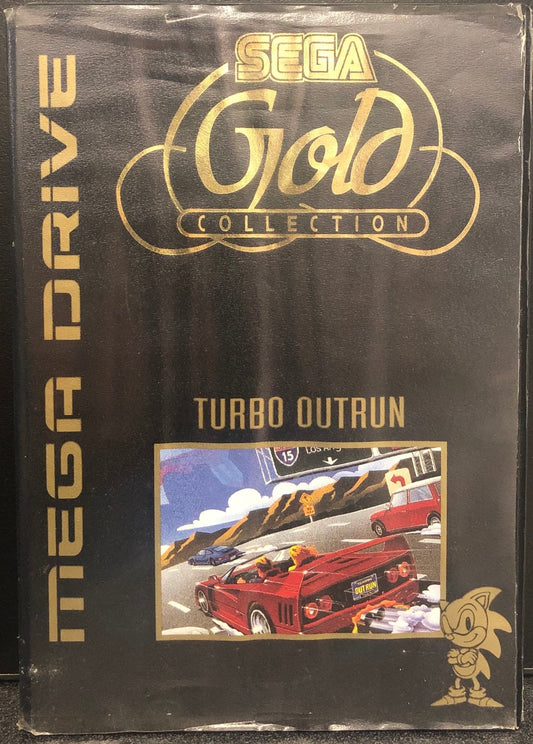 SEGA
Gold
COLLECTION
MEGA DRIVE
TURBO OUTRUN
15
OUTRUN